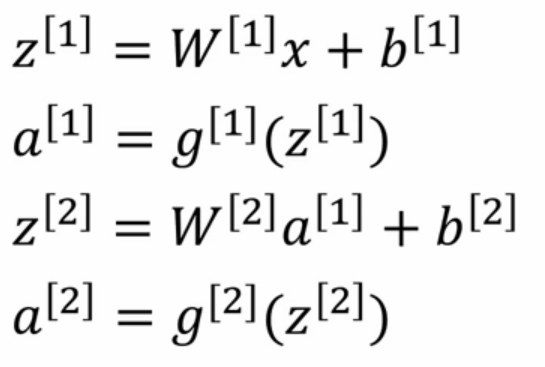 z^[1] = W^[1]x + b^[1]
a^[1] = g^[1](z^[1])
z^[2] = W^[2]a^[1] + b^[2]
a^[2] = g^[2](z^[2])